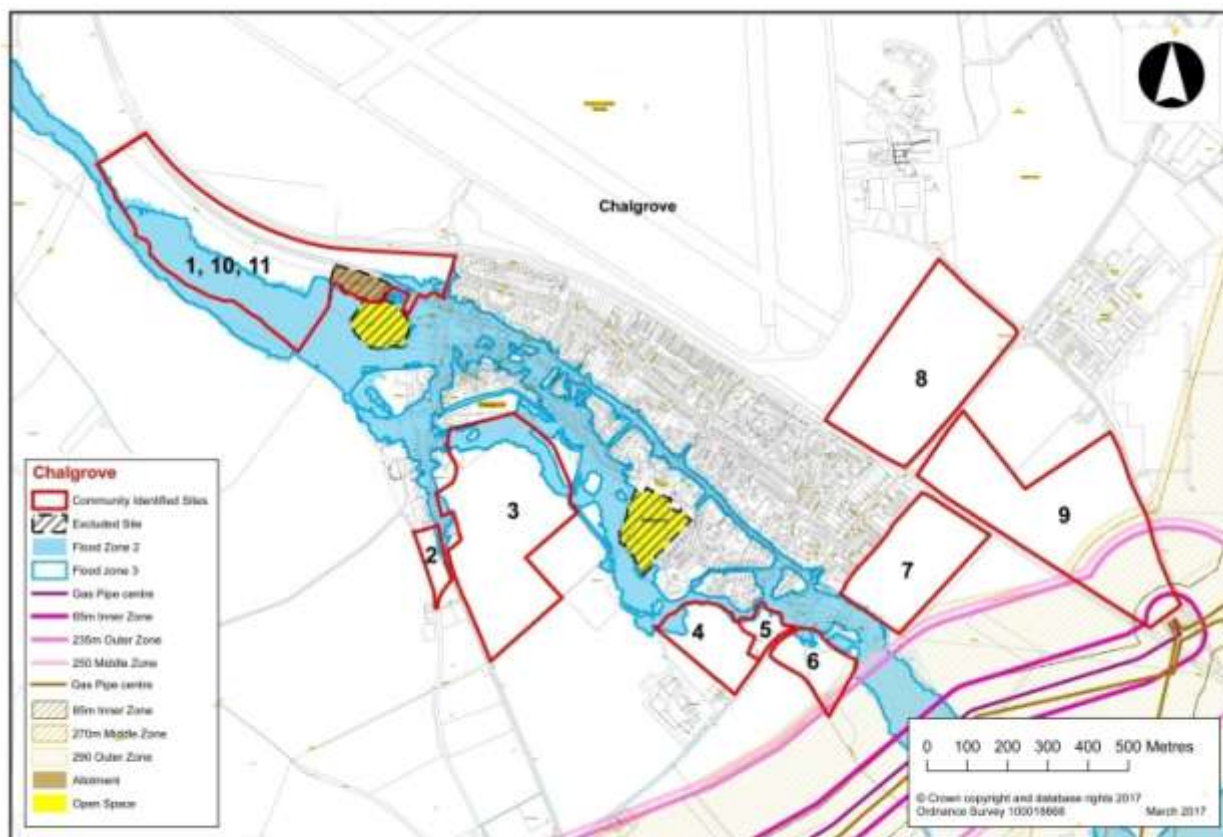 Chalgrove
1, 10, 11
8
3
9
2
7
4
5
6
Chalgrove
Community Identified Sites
Excluded Site
Flood Zone 2
Flood zone 3
Gas Pipe centre
65m Inner Zone
235m Outer Zone
250 Middle Zone
Gas Pipe centre
85m Inner Zone
270m Middle Zone
290 Outer Zone
Allotment
Open Space
0 100 200 300 400 500 Metres
© Crown copyright and database rights 2017
Ordnance Survey 100018668 March 2017